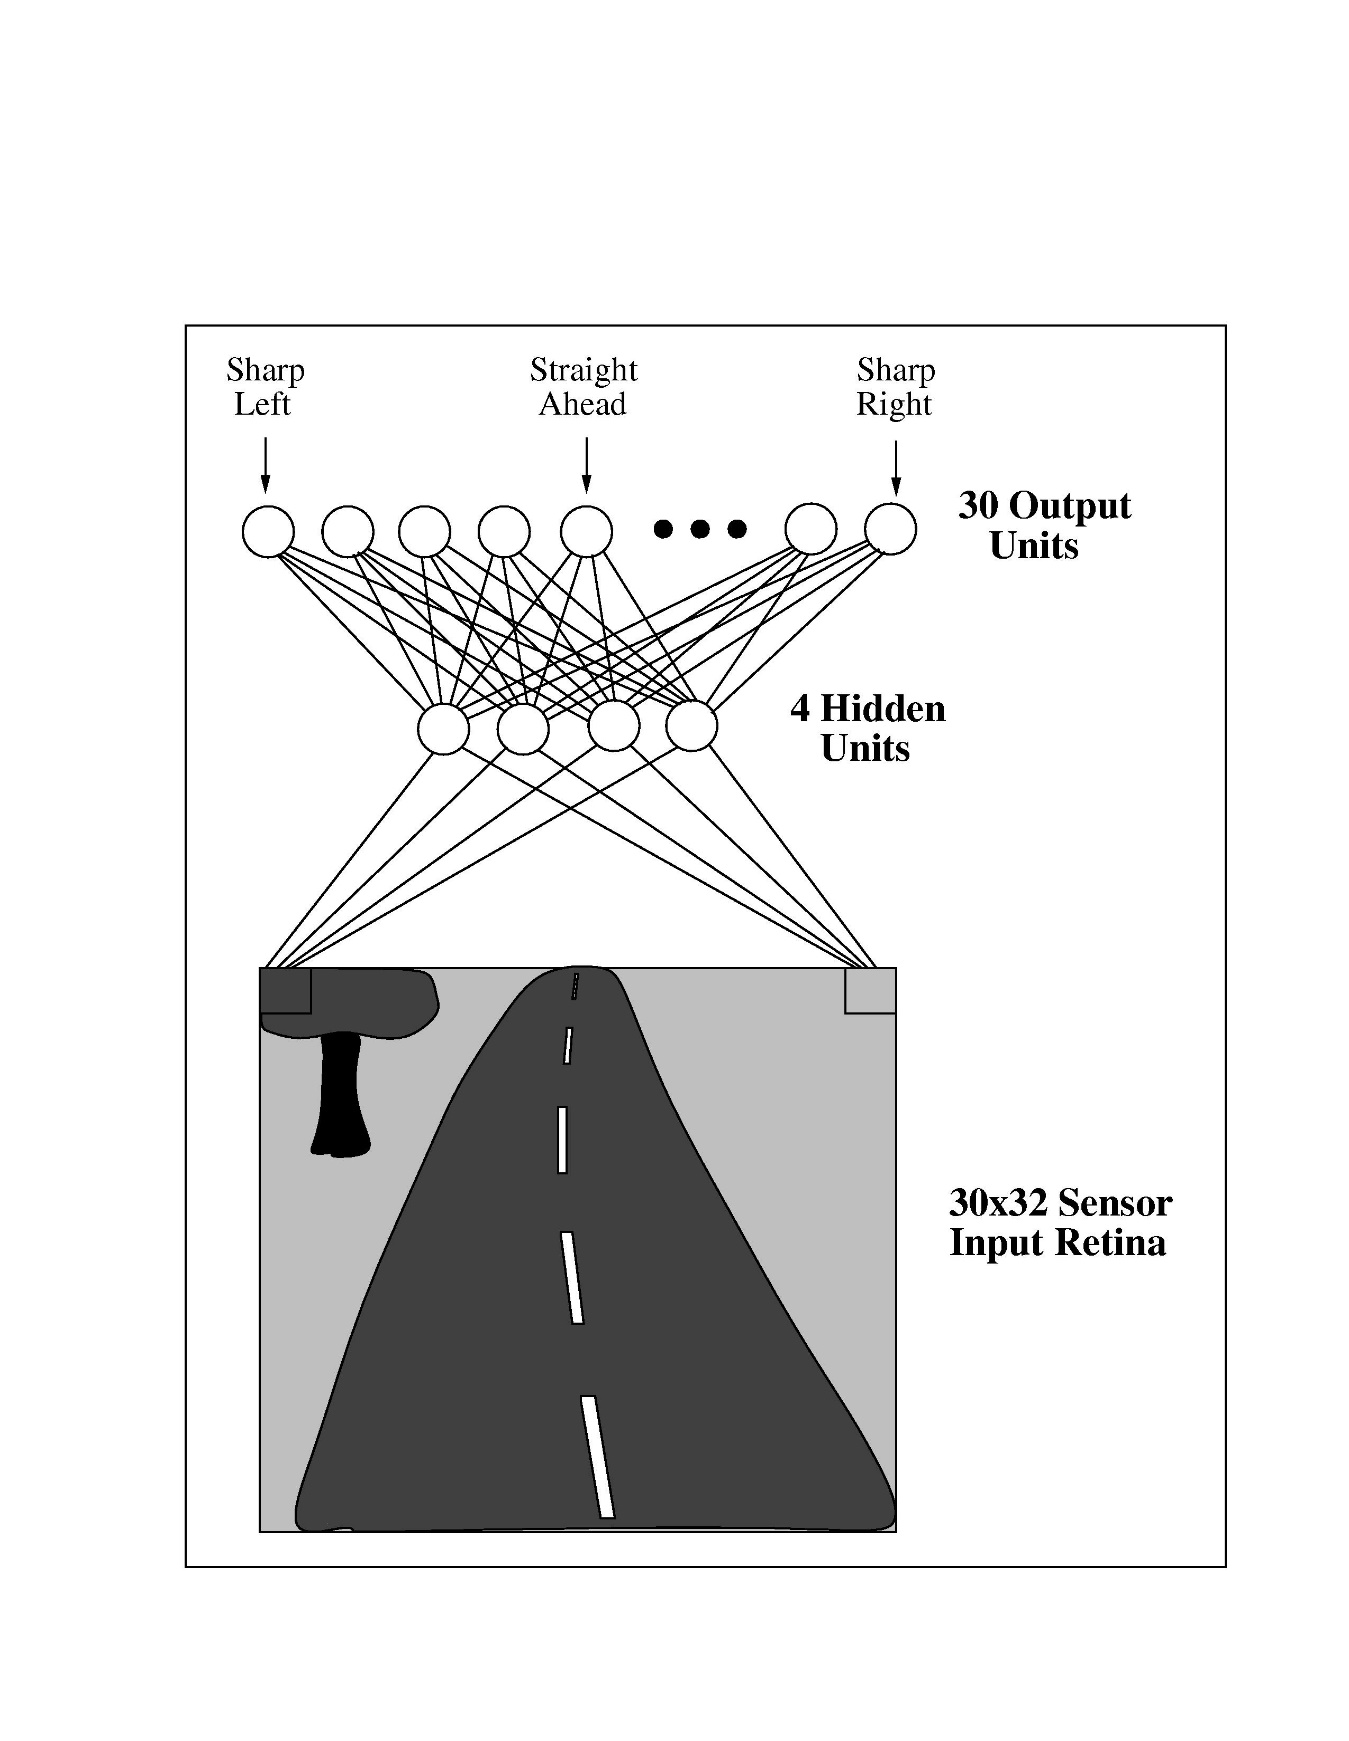 Sharp
Left
Straight
Ahead
Sharp
Right
30 Output
Units
4 Hidden
Units
30x32 Sensor
Input Retina